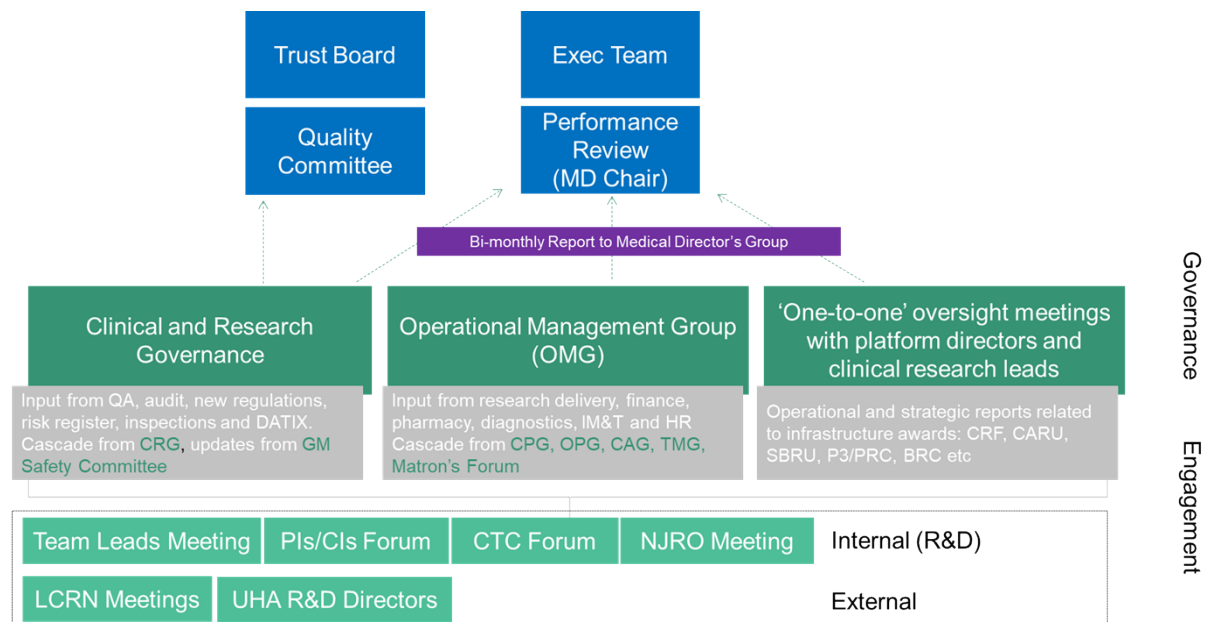 Trust Board
Exec Team
Quality
Committee
Performance
Review
(MD Chair)
Bi-monthly Report to Medical Director’s Group
Clinical and Research
Governance
Operational Management Group
(OMG)
‘One-to-one’ oversight meetings
with platform directors and
clinical research leads
Input from QA, audit, new regulations,
risk register, inspections and DATIX.
Cascade from CRG, updates from GM
Safety Committee
Input from research delivery, finance,
pharmacy, diagnostics, IM&T and HR
Cascade from CPG, OPG, CAG, TMG,
Matron’s Forum
Operational and strategic reports related
to infrastructure awards: CRF, CARU,
SBRU, P3/PRC, BRC etc
Governance
Engagement
Team Leads Meeting
PIs/CIs Forum
CTC Forum
NJRO Meeting
Internal (R&D)
LCRN Meetings
UHA R&D Directors
External